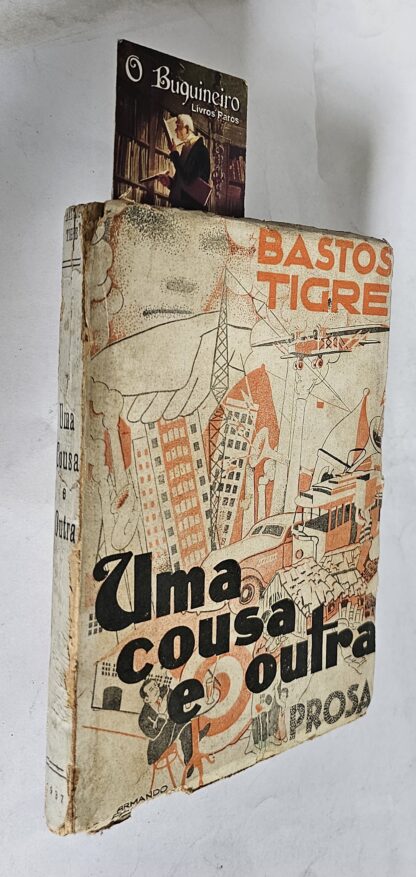 O Buquineiro
Livros Raros
BASTOS
TIGRE
Uma
cousa
e outra
PROSA
ARMANDO
Uma
Cousa
e
Outra